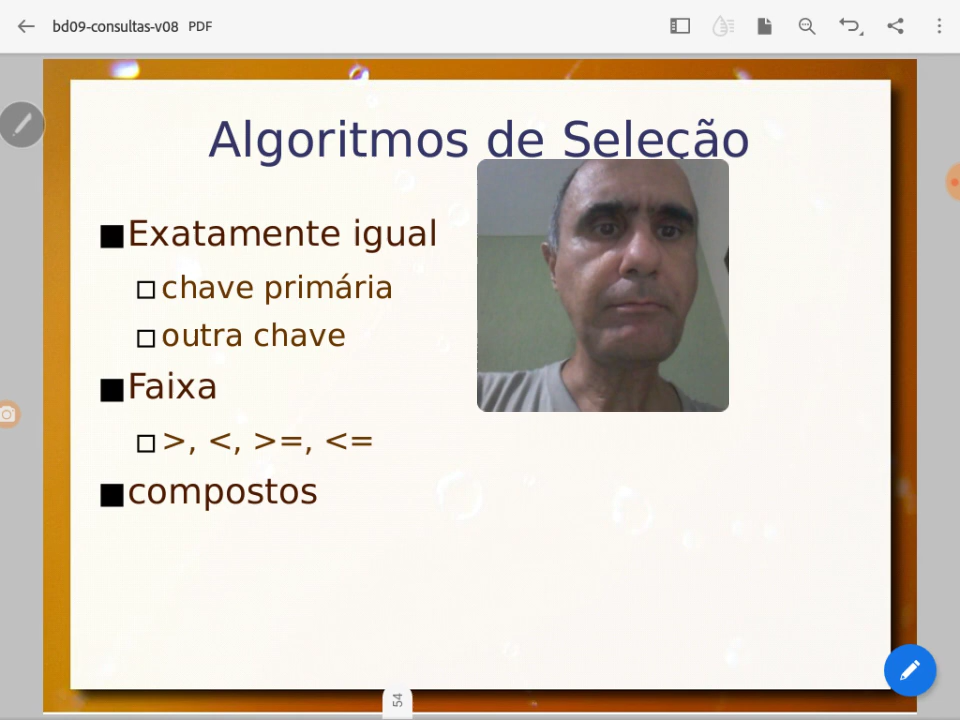 bd09-consultas-v08 PDF
Algoritmos de Seleção
Exatamente igual
chave primária
outra chave
Faixa
>, <, >=, <=
compostos
54